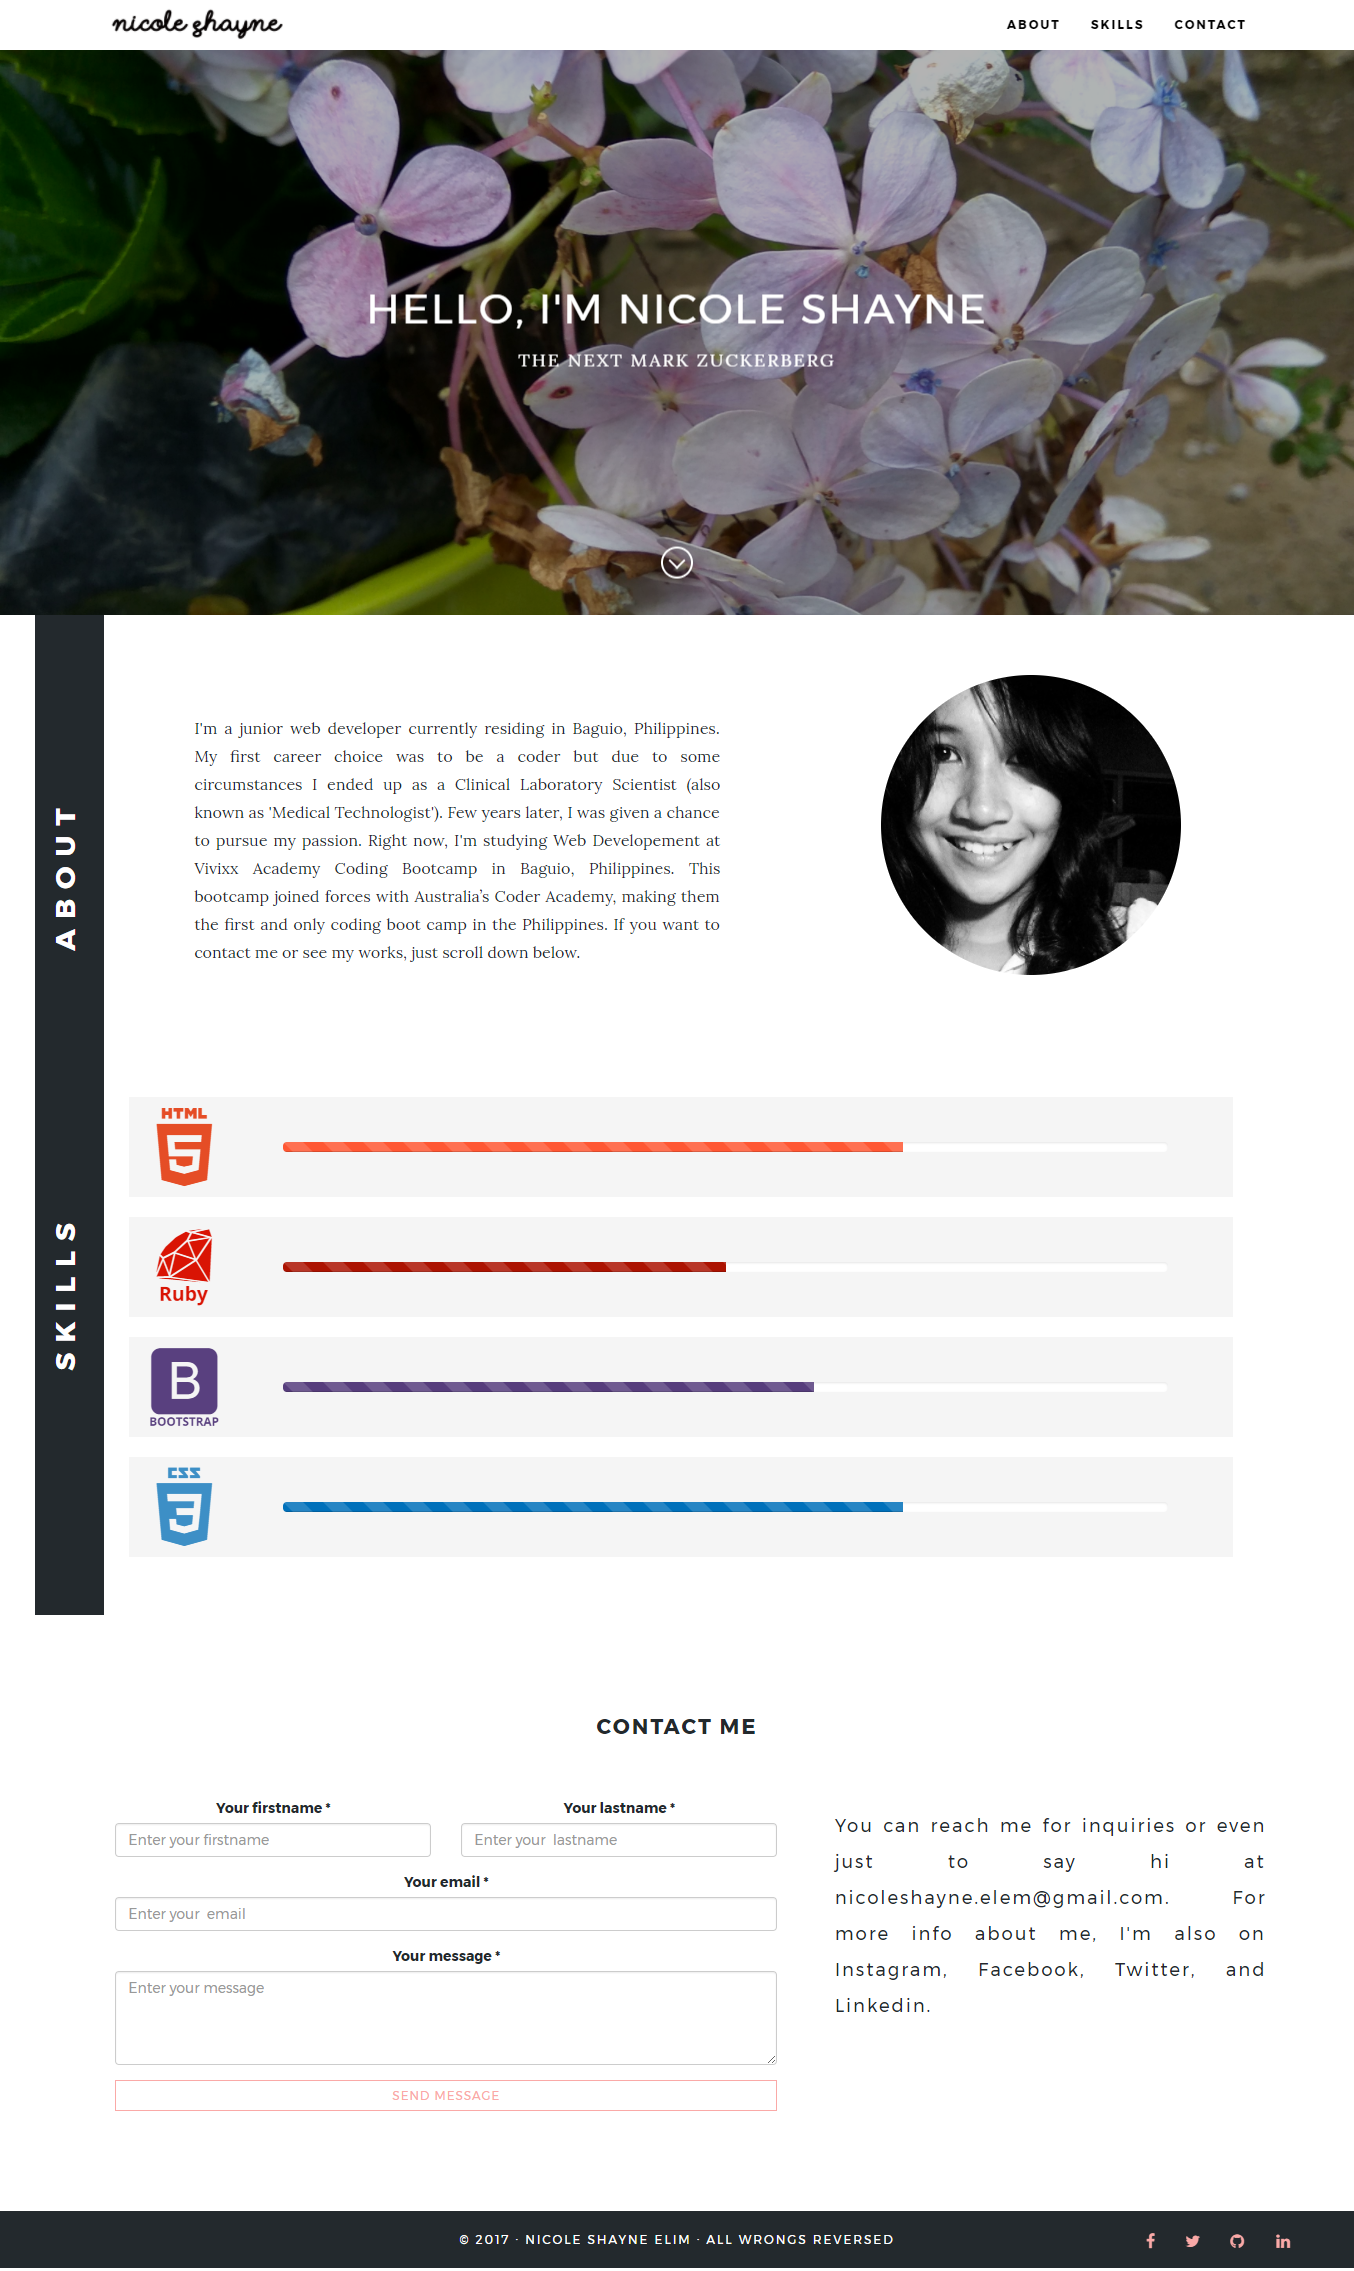 nicole shayne
ABOUT SKILLS CONTACT
HELLO, I'M NICOLE SHAYNE
THE NEXT MARK ZUCKERBERG
ABOUT
I'm a junior web developer currently residing in Baguio, Philippines.
My first career choice was to be a coder but due to some
circumstances I ended up as a Clinical Laboratory Scientist (also
known as 'Medical Technologist'). Few years later, I was given a chance
to pursue my passion. Right now, I'm studying Web Developement at
Vivixx Academy Coding Bootcamp in Baguio, Philippines. This
bootcamp joined forces with Australia’s Coder Academy, making them
the first and only coding boot camp in the Philippines. If you want to
contact me or see my works, just scroll down below.
SKILLS
HTML
5
Ruby
B
BOOTSTRAP
CSS
3
CONTACT ME
Your firstname *
Enter your firstname
Your lastname *
Enter your  lastname
Your email *
Enter your  email
Your message *
Enter your message
SEND MESSAGE
You can reach me for inquiries or even
just to say hi at
nicoleshayne.elem@gmail.com. For
more info about me, I'm also on
Instagram, Facebook, Twitter, and
Linkedin.
© 2017 · NICOLE SHAYNE ELIM · ALL WRONGS REVERSED